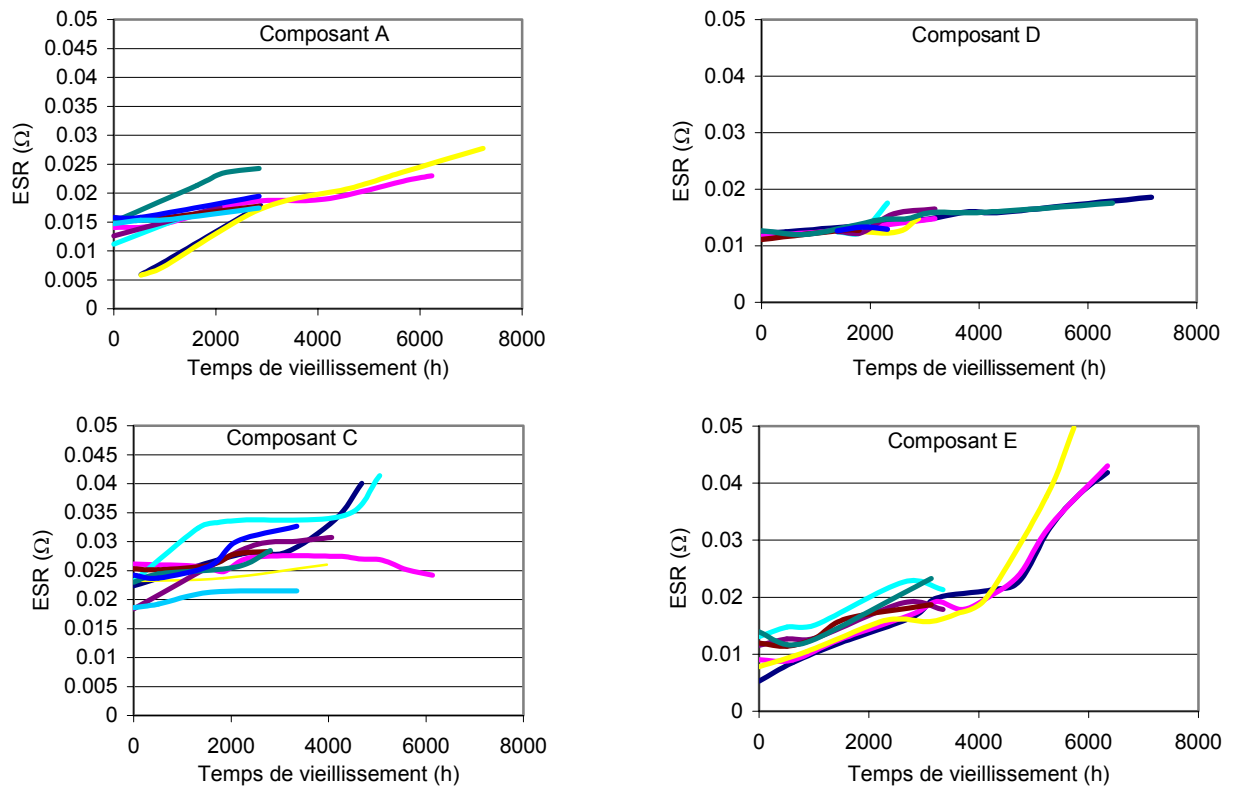 Composant A
ESR (Ω)
0.05
0.045
0.04
0.035
0.03
0.025
0.02
0.015
0.01
0.005
0
0 2000 4000 6000 8000
Temps de vieillissement (h)
Composant D
ESR (Ω)
0.05
0.04
0.03
0.02
0.01
0
0 2000 4000 6000 8000
Temps de vieillissement (h)
Composant C
ESR (Ω)
0.05
0.045
0.04
0.035
0.03
0.025
0.02
0.015
0.01
0.005
0
0 2000 4000 6000 8000
Temps de vieillissement (h)
Composant E
ESR (Ω)
0.05
0.04
0.03
0.02
0.01
0
0 2000 4000 6000 8000
Temps de vieillissement (h)